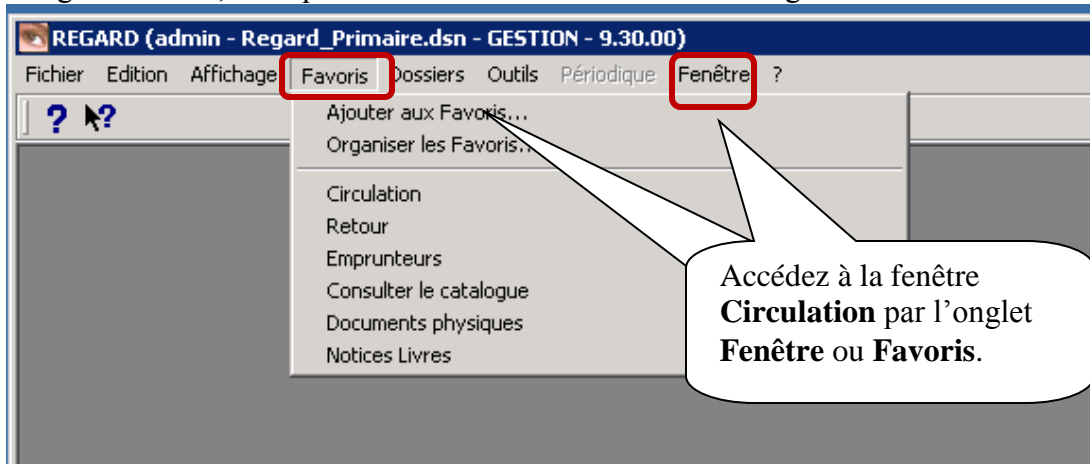 REGARD (admin - Regard_Primaire.dsn - GESTION - 9.30.00)
Fichier Edition Affichage Favoris Dossiers Outils Périodique Fenêtre ?
? ?
Ajouter aux Favoris...
Organiser les Favoris...
Circulation
Retour
Emprunteurs
Consulter le catalogue
Documents physiques
Notices Livres
Accédez à la fenêtre
Circulation par l’onglet
Fenêtre ou Favoris.